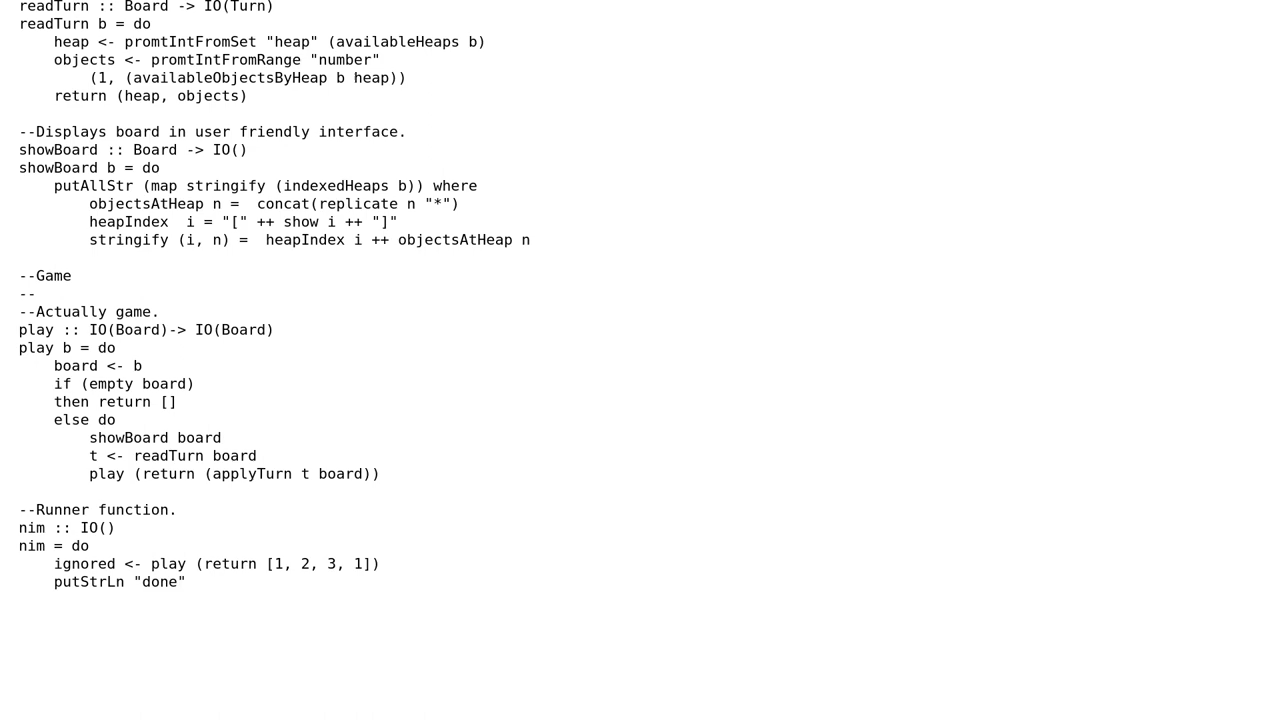 readTurn :: Board -> IO(Turn)
readTurn b = do
    heap <- promtIntFromSet "heap" (availableHeaps b)
    objects <- promtIntFromRange "number"
        (1, (availableObjectsByHeap b heap))
    return (heap, objects)

--Displays board in user friendly interface.
showBoard :: Board -> IO()
showBoard b = do
    putAllStr (map stringify (indexedHeaps b)) where
        objectsAtHeap n =  concat(replicate n "*")
        heapIndex  i = "[" ++ show i ++ "]"
        stringify (i, n) =  heapIndex i ++ objectsAtHeap n

--Game
--
--Actually game.
play :: IO(Board)-> IO(Board)
play b = do
    board <- b
    if (empty board)
    then return []
    else do
        showBoard board
        t <- readTurn board
        play (return (applyTurn t board))

--Runner function.
nim :: IO()
nim = do
    ignored <- play (return [1, 2, 3, 1])
    putStrLn "done"